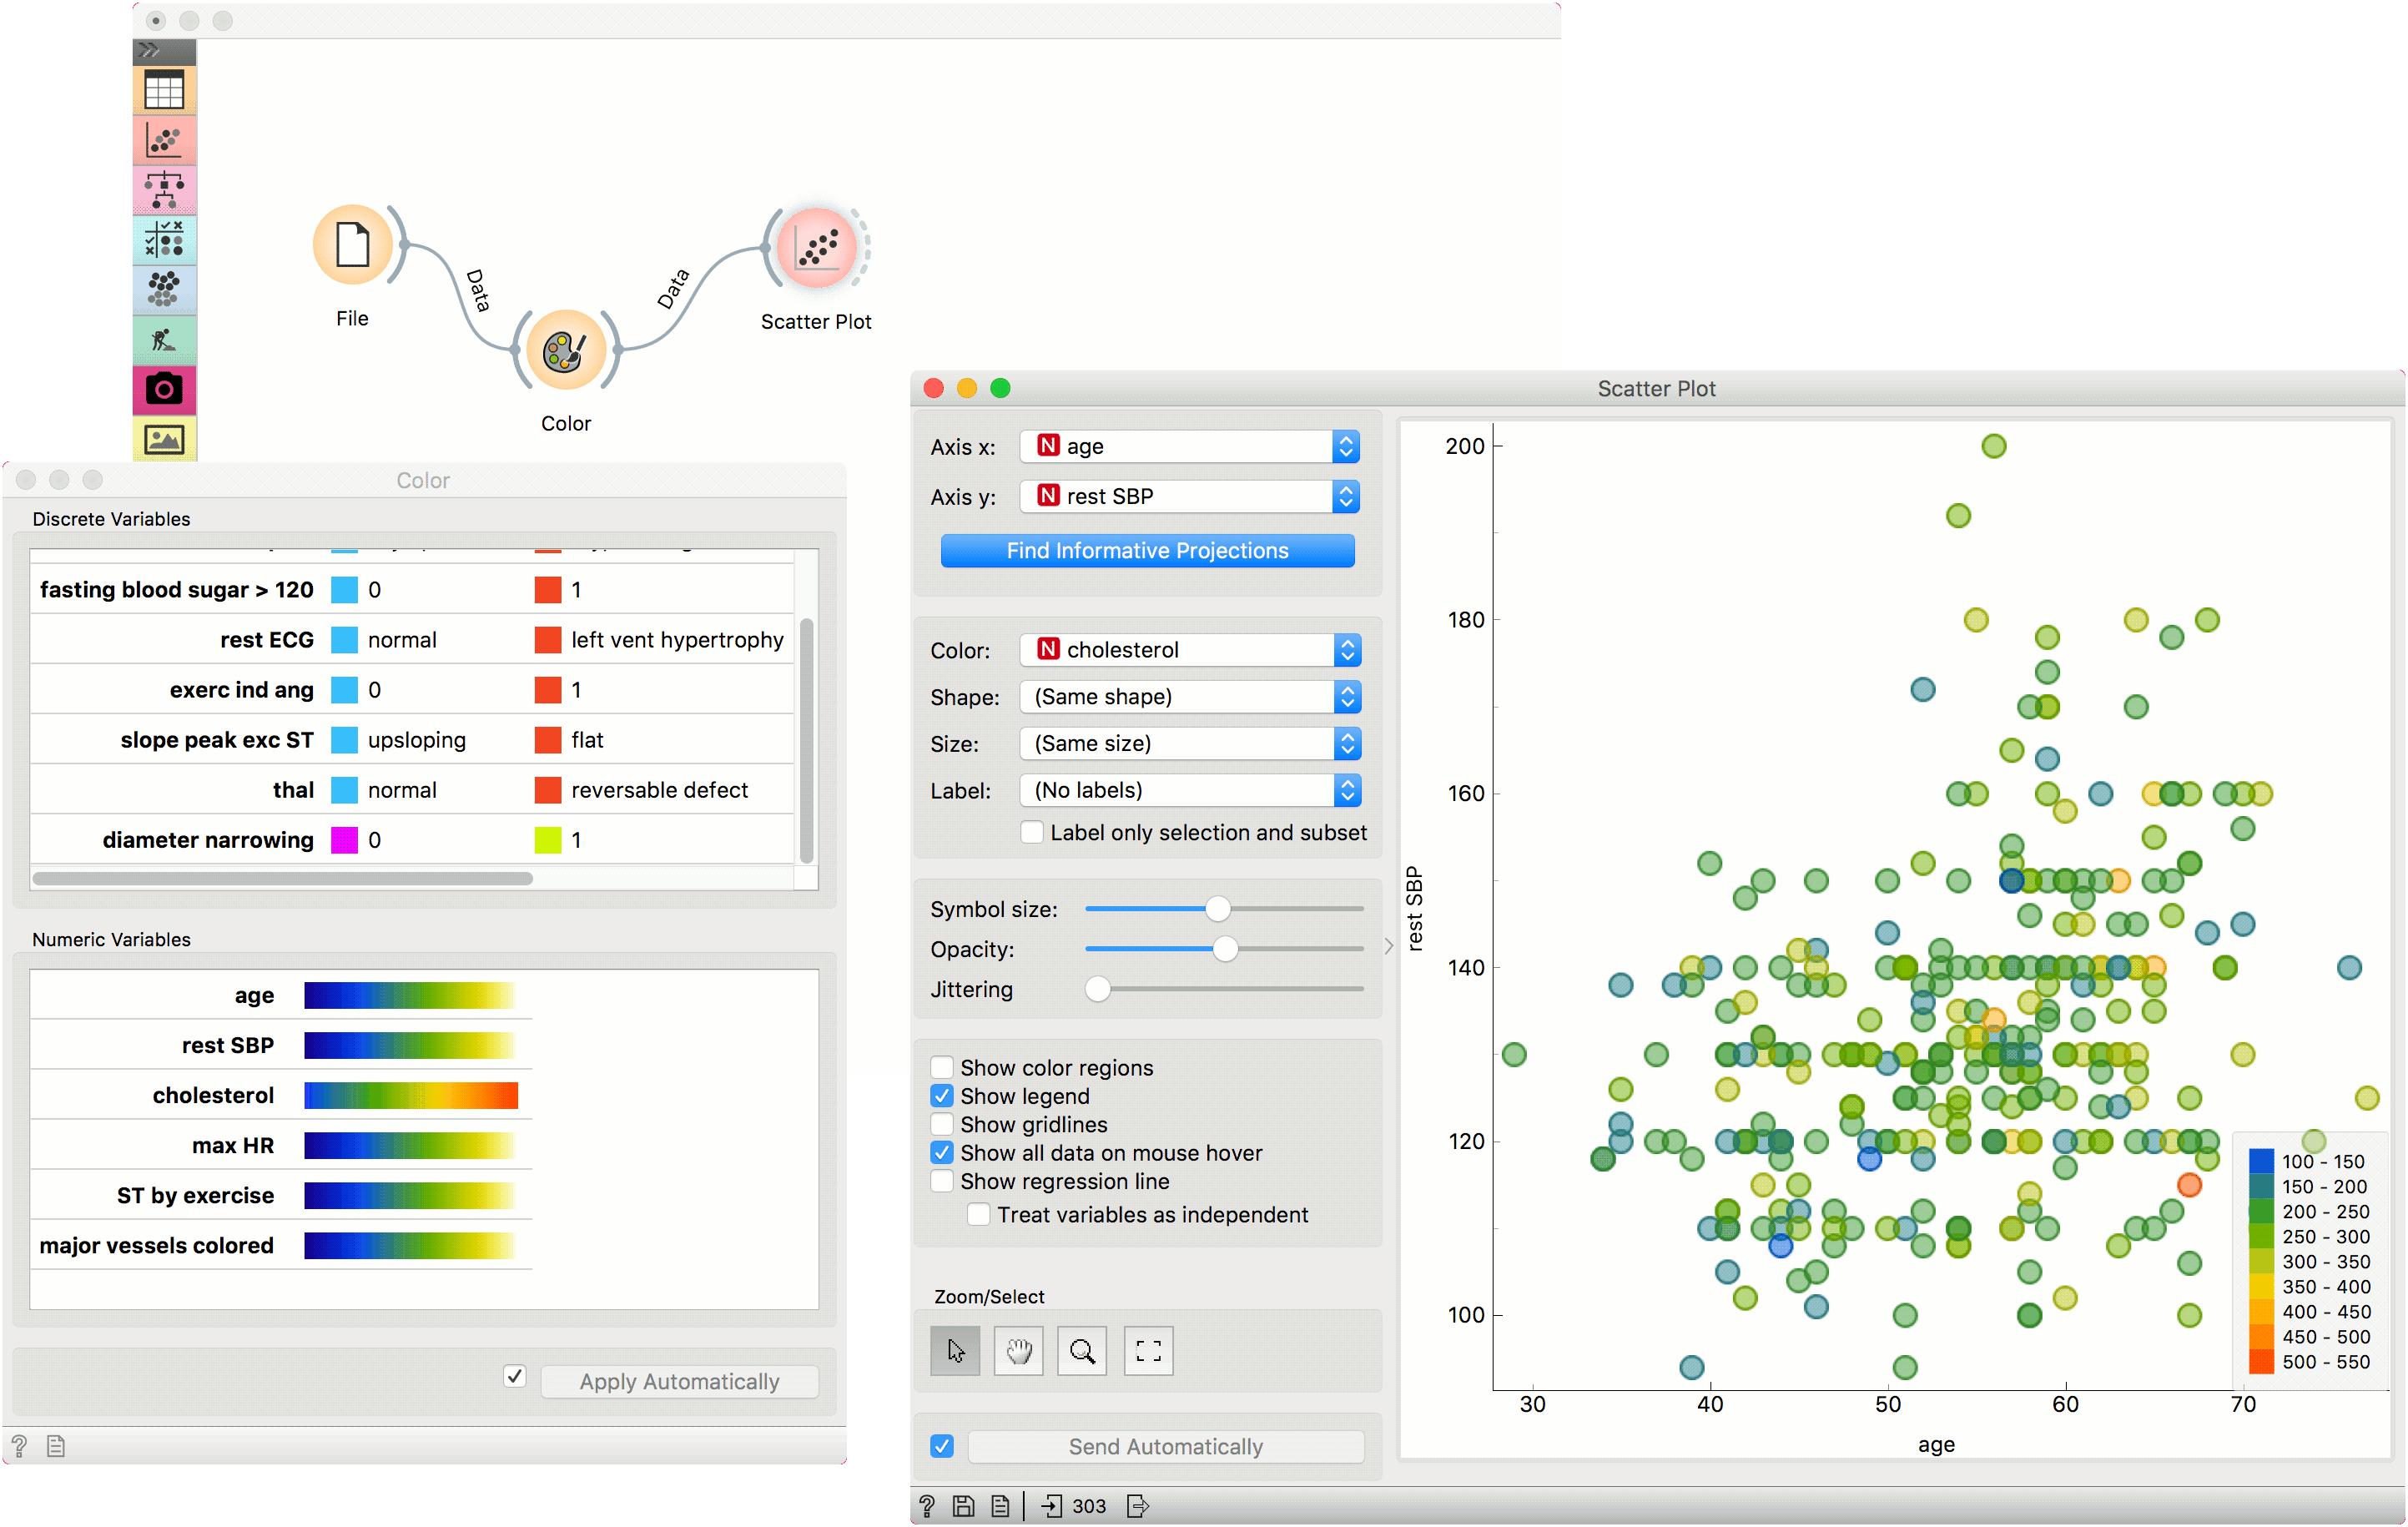 File
Data
Color
Data
Scatter Plot
Color
Discrete Variables
fasting blood sugar > 120 0 1
rest ECG normal left vent hypertrophy
exerc ind ang 0 1
slope peak exc ST upsloping flat
thal normal reversable defect
diameter narrowing 0 1
Numeric Variables
age
rest SBP
cholesterol
max HR
ST by exercise
major vessels colored
Apply Automatically
?
Scatter Plot
Axis x: N age
Axis y: N rest SBP
Find Informative Projections
Color: N cholesterol
Shape: (Same shape)
Size: (Same size)
Label: (No labels)
Label only selection and subset
Symbol size:
Opacity:
Jittering
Show color regions
Show legend
Show gridlines
Show all data on mouse hover
Show regression line
Treat variables as independent
Zoom/Select
Send Automatically
? 303
200
180
160
140
120
100
rest SBP
30 40 50 60 70
age
100 - 150
150 - 200
200 - 250
250 - 300
300 - 350
350 - 400
400 - 450
450 - 500
500 - 550